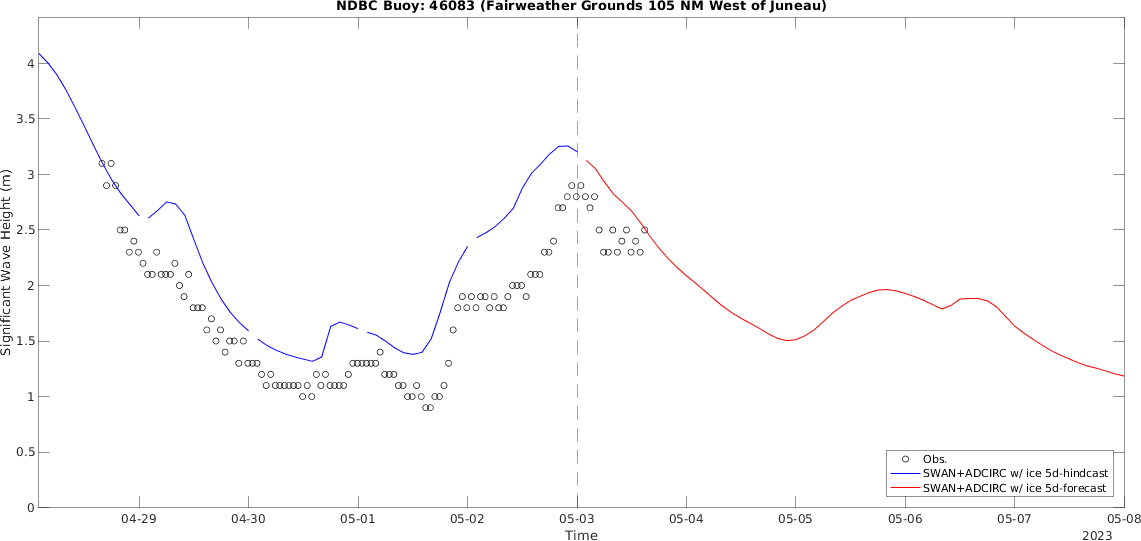 NDBC Buoy: 46083 (Fairweather Grounds 105 NM West of Juneau)
Significant Wave Height (m)
4
3.5
3
2.5
2
1.5
1
0.5
0
Obs.
SWAN+ADCIRC w/ ice 5d-hindcast
SWAN+ADCIRC w/ ice 5d-forecast
04-29 04-30 05-01 05-02 05-03 05-04 05-05 05-06 05-07 05-08
Time
2023